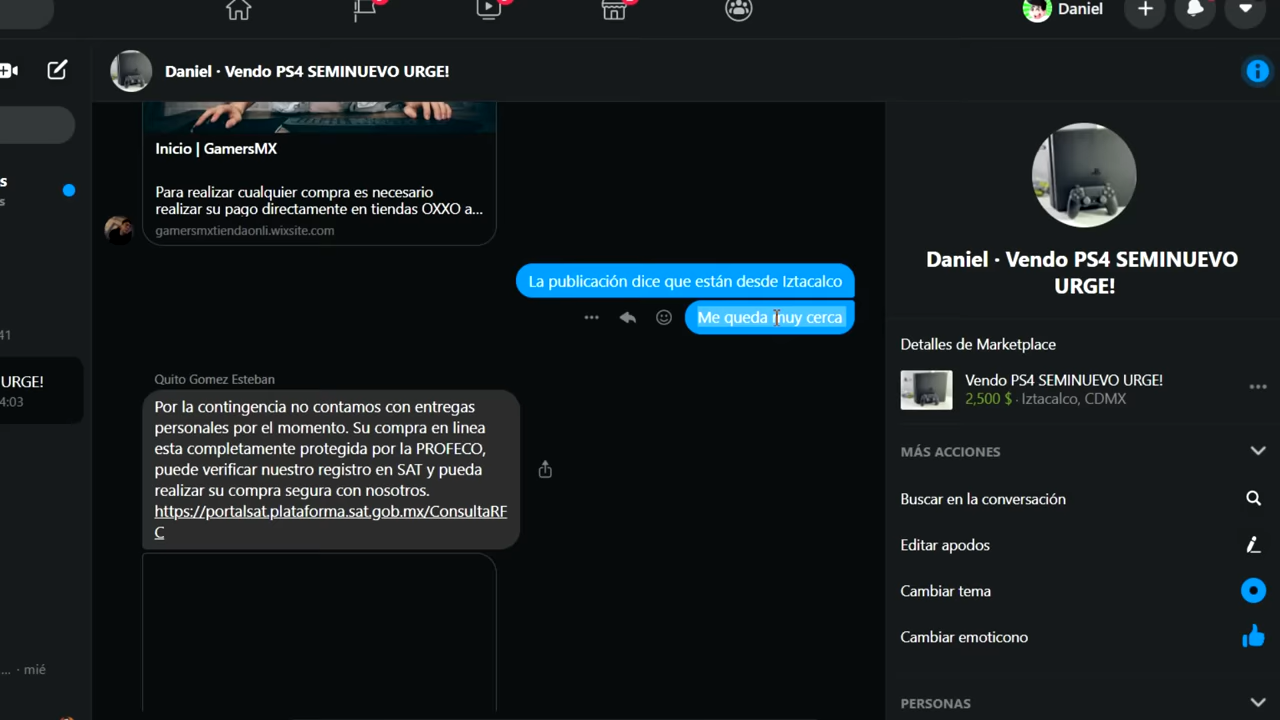 Daniel
Daniel · Vendo PS4 SEMINUEVO URGE!
Inicio | GamersMX
Para realizar cualquier compra es necesario
realizar su pago directamente en tiendas OXXO a...
gamersmxtiendaonli.wixsite.com
La publicación dice que están desde Iztacalco
Me queda muy cerca
Quito Gomez Esteban
Por la contingencia no contamos con entregas
personales por el momento. Su compra en linea
esta completamente protegida por la PROFECO,
puede verificar nuestro registro en SAT y pueda
realizar su compra segura con nosotros.
https://portalsat.plataforma.sat.gob.mx/ConsultaRF
C
s
s
41
URGE!
4:03
... · mié
Daniel · Vendo PS4 SEMINUEVO
URGE!
Detalles de Marketplace
Vendo PS4 SEMINUEVO URGE!
2,500 $ · Iztacalco, CDMX
MÁS ACCIONES
Buscar en la conversación
Editar apodos
Cambiar tema
Cambiar emoticono
PERSONAS